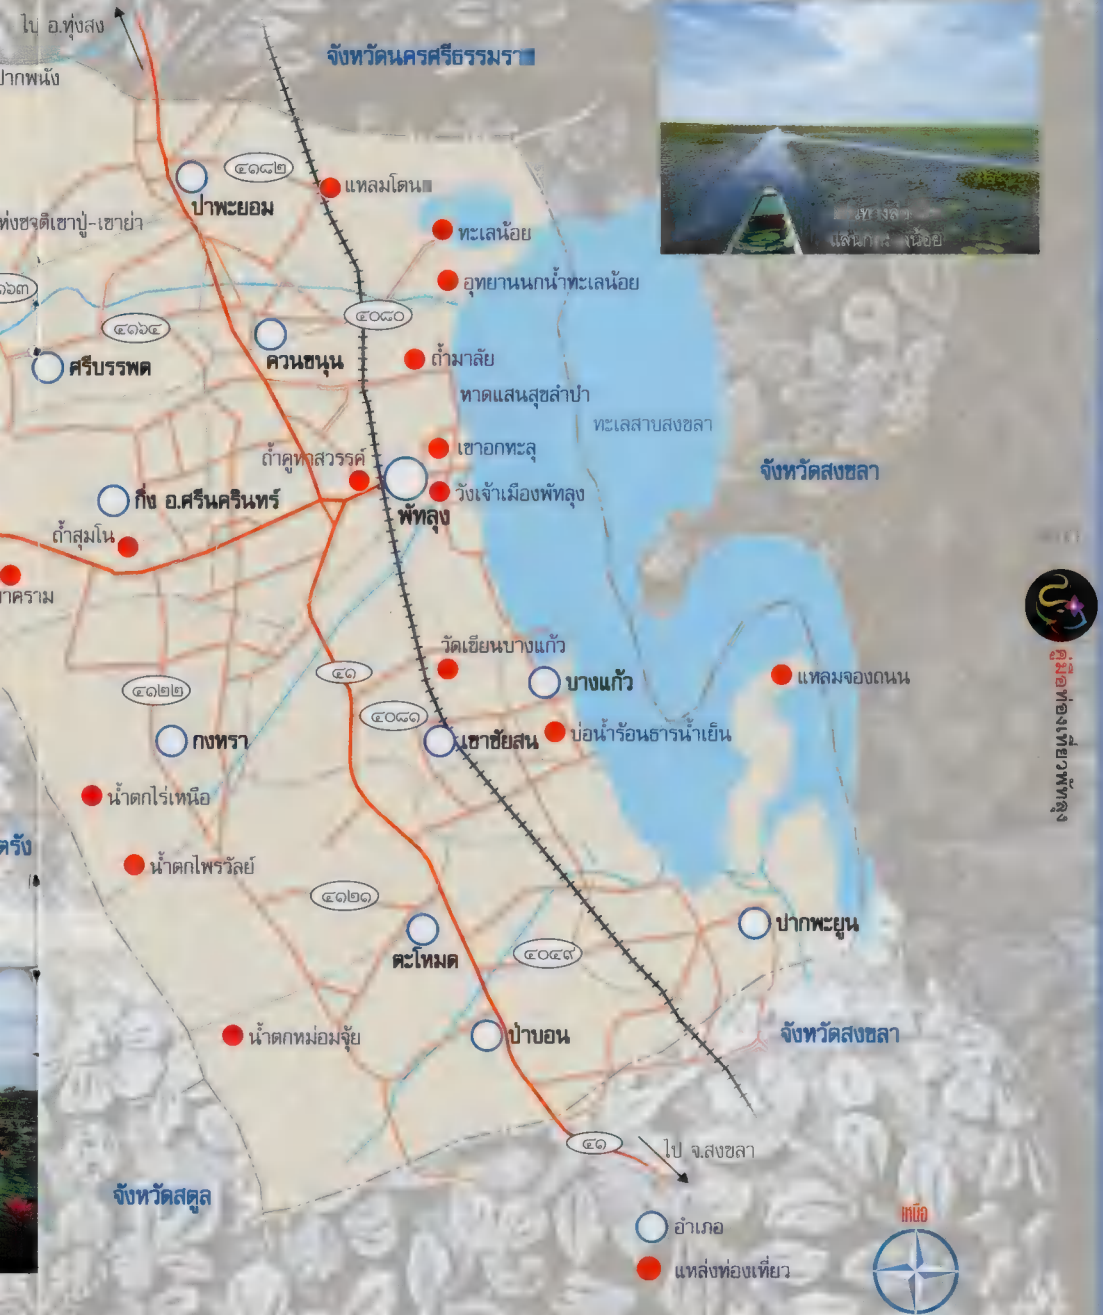 ไป อ.ทุ่งสง
ปากพนัง
จังหวัดนครศรีธรรมราช
๔๑๘๒
ป่าพะยอม
แหลมโตนด
ทะเลน้อย
อุทยานนกน้ำทะเลน้อย
๔๐๘๐
๔๑๖๔
ควนขนุน
ศรีบรรพต
ถ้ำมาลัย
หาดแสนสุขลำปำ
ทะเลสาบสงขลา
เขาอกทะลุ
ถ้ำคูหาสวรรค์
จังหวัดสงขลา
วังเจ้าเมืองพัทลุง
กิ่ง อ.ศรีนครินทร์
พัทลุง
ถ้ำสุมโน
วัดเขียนบางแก้ว
๔๑
บางแก้ว
แหลมจองถนน
๔๑๒๒
๔๐๘๑
กงหรา
เขาชัยสน
บ่อน้ำร้อนธารน้ำเย็น
คู่มือท่องเที่ยวพัทลุง
น้ำตกไร่เหนือ
ตรัง
น้ำตกไพรวัลย์
๔๑๒๑
ปากพะยูน
ตะโหมด
๔๐๔๙
น้ำตกหม่อมจุ้ย
ป่าบอน
จังหวัดสงขลา
๔๑
ไป จ.สงขลา
จังหวัดสตูล
เหนือ
อำเภอ
แหล่งท่องเที่ยว